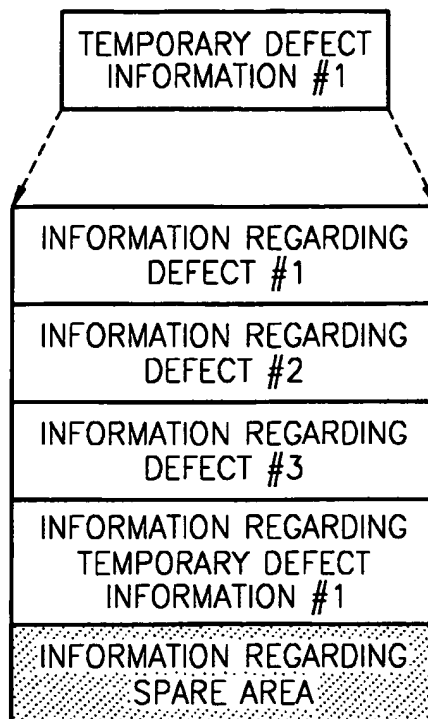 TEMPORARY DEFECT
INFORMATION #1
INFORMATION REGARDING
DEFECT #1
INFORMATION REGARDING
DEFECT #2
INFORMATION REGARDING
DEFECT #3
INFORMATION REGARDING
TEMPORARY DEFECT
INFORMATION #1
INFORMATION REGARDING
SPARE AREA